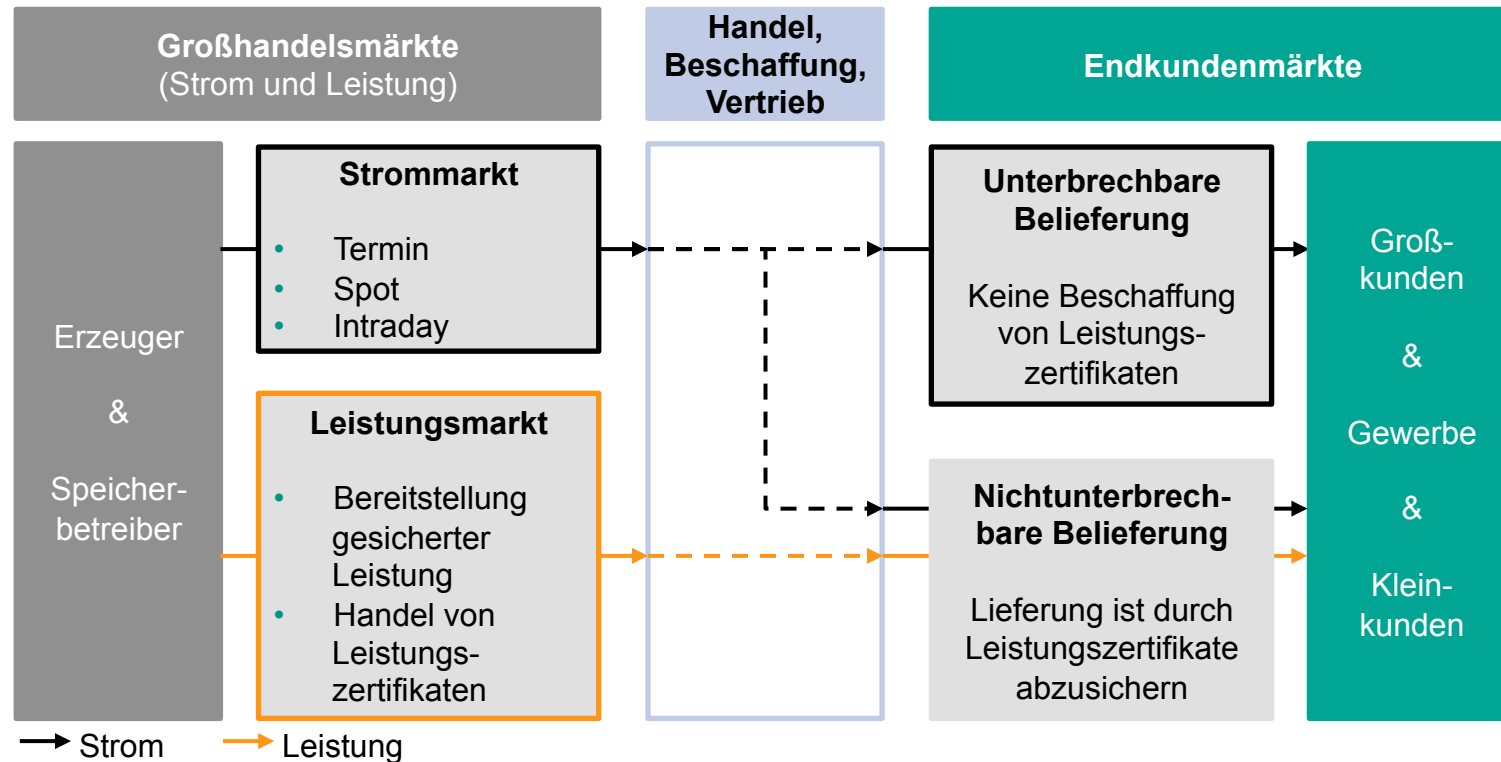 Großhandelsmärkte
(Strom und Leistung)
Handel,
Beschaffung,
Vertrieb
Endkundenmärkte
Erzeuger
&
Speicher-
betreiber
Strommarkt
• Termin
• Spot
• Intraday
Leistungsmarkt
• Bereitstellung
gesicherter
Leistung
• Handel von
Leistungs-
zertifikaten
Unterbrechbare
Belieferung
Keine Beschaffung
von Leistungs-
zertifikaten
Nichtunterbrech-
bare Belieferung
Lieferung ist durch
Leistungszertifikate
abzusichern
Groß-
kunden
&
Gewerbe
&
Klein-
kunden
Strom
Leistung